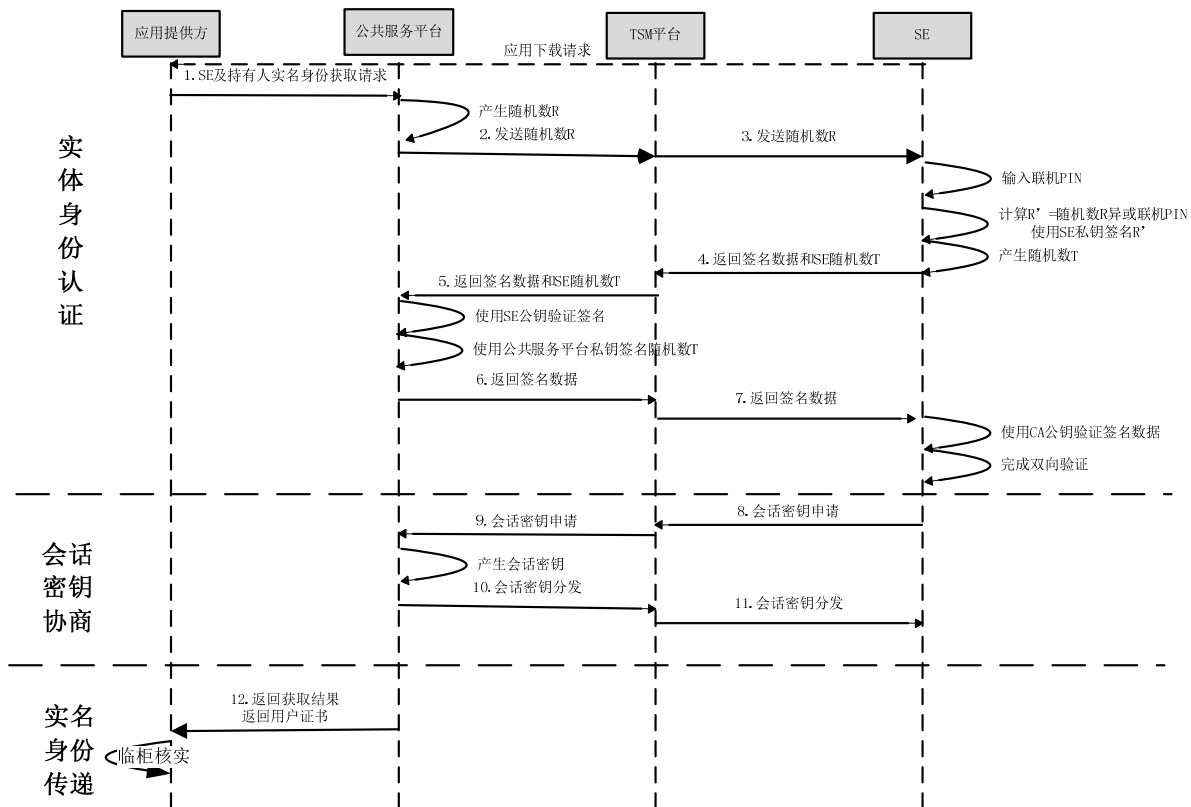 应用提供方
公共服务平台
TSM平台
SE
应用下载请求
1.SE及持有人实名身份获取请求
产生随机数R
2.发送随机数R
3.发送随机数R
输入联机PIN
计算R’=随机数R异或联机PIN
使用SE私钥签名R’
产生随机数T
4.返回签名数据和SE随机数T
5.返回签名数据和SE随机数T
使用SE公钥验证签名
使用公共服务平台私钥签名随机数T
6.返回签名数据
7.返回签名数据
使用CA公钥验证签名数据
完成双向验证
实
体
身
份
认
证
8.会话密钥申请
9.会话密钥申请
产生会话密钥
10.会话密钥分发
11.会话密钥分发
会话
密钥
协商
12.返回获取结果
返回用户证书
临柜核实
实名
身份
传递